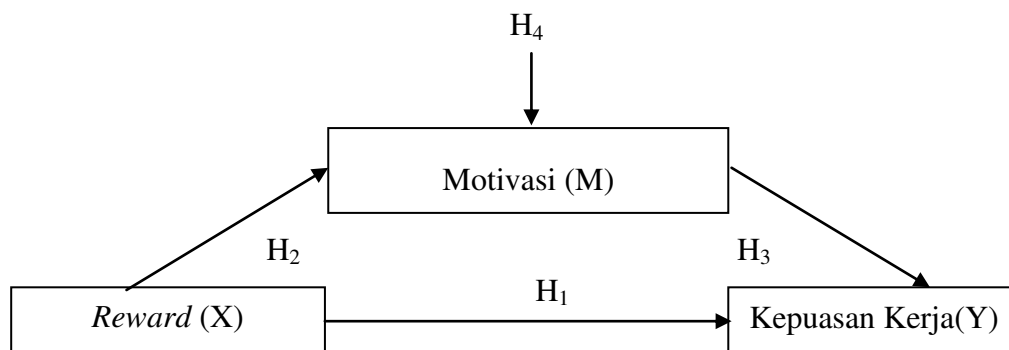 H₄
Motivasi (M)
H₂
H₃
H₁
Reward (X)
Kepuasan Kerja(Y)